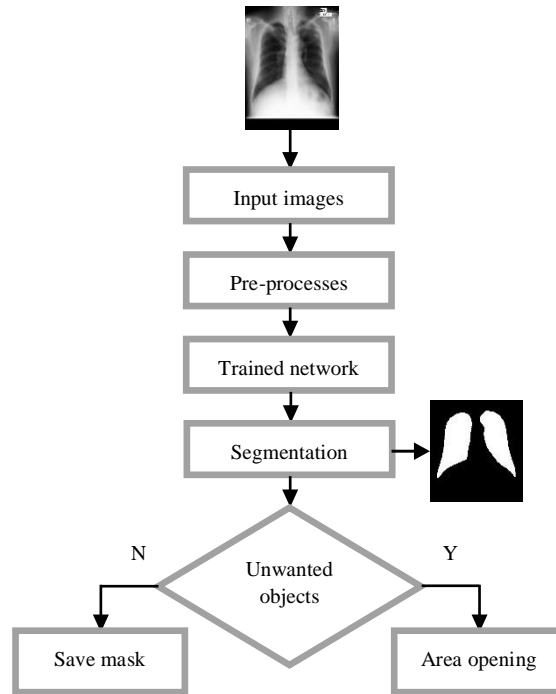 Input images
Pre-processes
Trained network
Segmentation
N
Y
Unwanted
objects
Save mask
Area opening